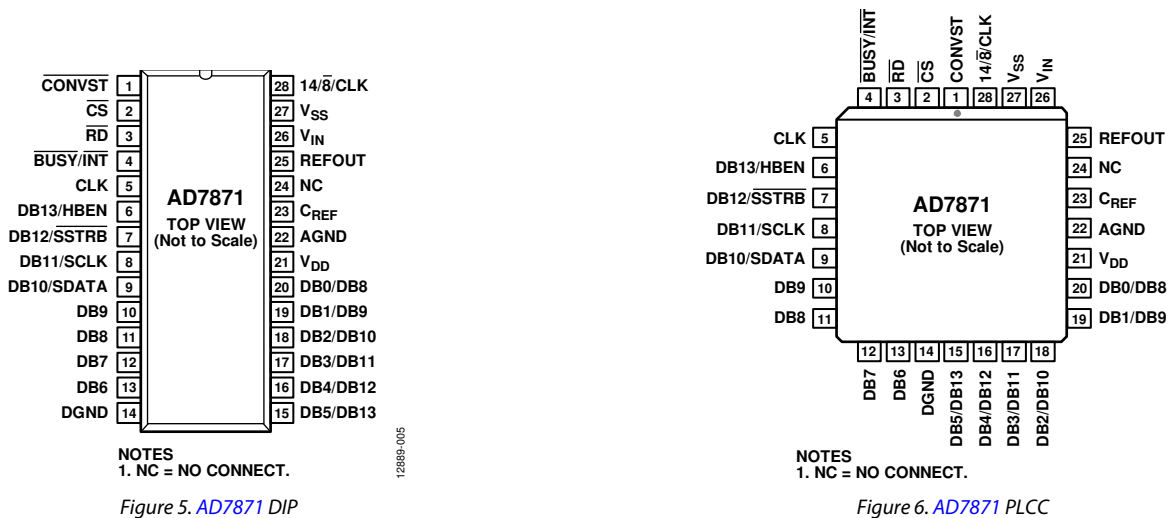 CONVST 1
CS 2
RD 3
BUSY/INT 4
CLK 5
DB13/HBEN 6
DB12/SSTRB 7
DB11/SCLK 8
DB10/SDATA 9
DB9 10
DB8 11
DB7 12
DB6 13
DGND 14
AD7871
TOP VIEW
(Not to Scale)
28 14/8/CLK
27 VSS
26 VIN
25 REFOUT
24 NC
23 CREF
22 AGND
21 VDD
20 DB0/DB8
19 DB1/DB9
18 DB2/DB10
17 DB3/DB11
16 DB4/DB12
15 DB5/DB13
NOTES
1. NC = NO CONNECT.
12889-005
Figure 5. AD7871 DIP
BUSY/INT
RD
CS
CONVST
14/8/CLK
VSS
VIN
4 3 2 1 28 27 26
CLK 5
DB13/HBEN 6
DB12/SSTRB 7
DB11/SCLK 8
DB10/SDATA 9
DB9 10
DB8 11
AD7871
TOP VIEW
(Not to Scale)
25 REFOUT
24 NC
23 CREF
22 AGND
21 VDD
20 DB0/DB8
19 DB1/DB9
12 13 14 15 16 17 18
DB7
DB6
DGND
DB5/DB13
DB4/DB12
DB3/DB11
DB2/DB10
NOTES
1. NC = NO CONNECT.
Figure 6. AD7871 PLCC